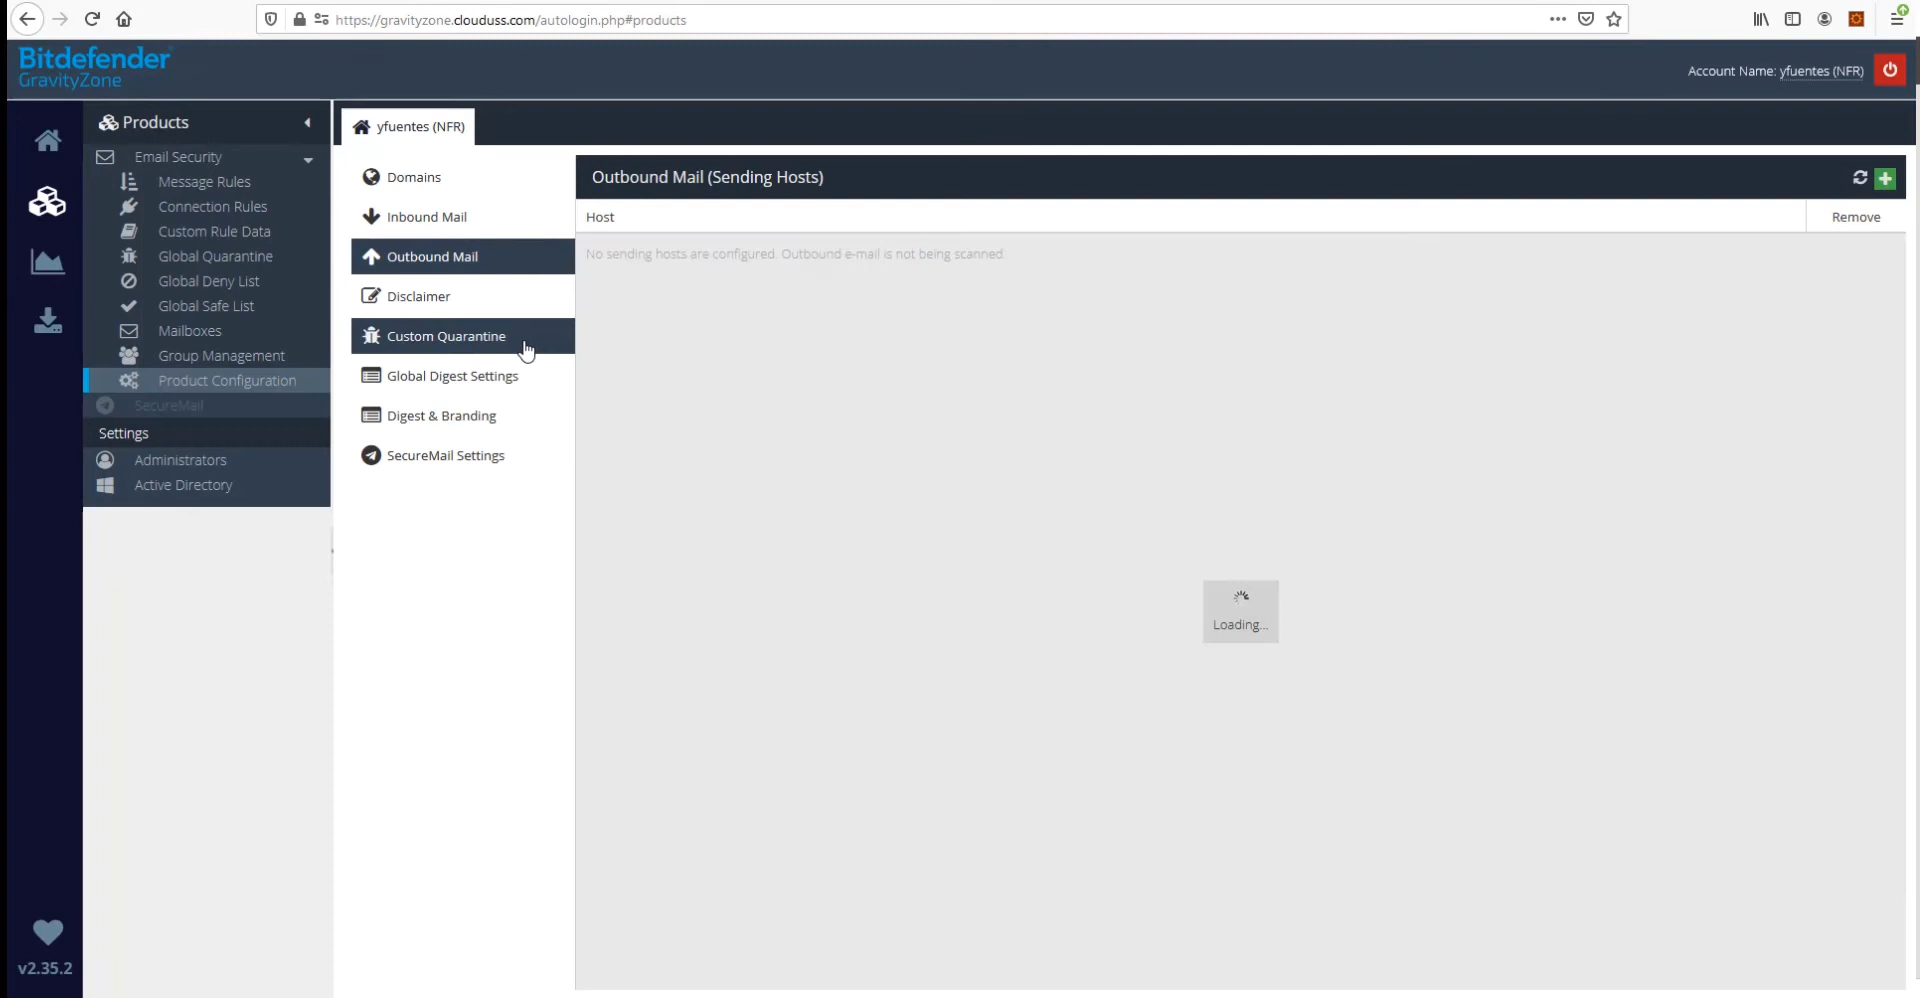 https://gravityzone.clouduss.com/autologin.php#products
Bitdefender
GravityZone
Account Name: yfuentes (NFR)
Products
Email Security
Message Rules
Connection Rules
Custom Rule Data
Global Quarantine
Global Deny List
Global Safe List
Mailboxes
Group Management
Product Configuration
SecureMail
Settings
Administrators
Active Directory
v2.35.2
yfuentes (NFR)
Domains
Inbound Mail
Outbound Mail
Disclaimer
Custom Quarantine
Global Digest Settings
Digest & Branding
SecureMail Settings
Outbound Mail (Sending Hosts)
Host
Remove
No sending hosts are configured. Outbound e-mail is not being scanned.
Loading...